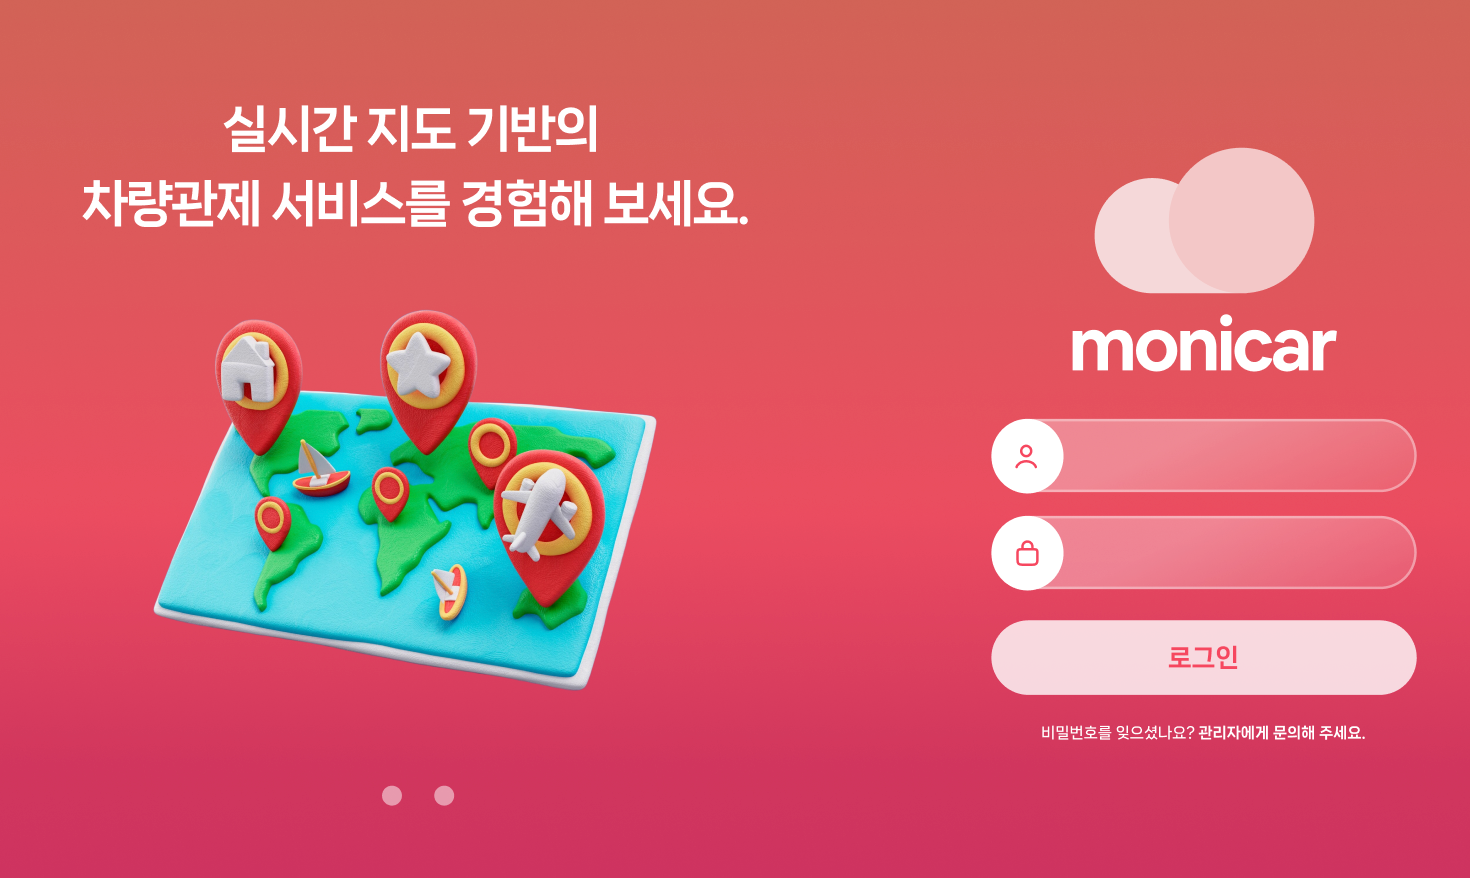 실시간 지도 기반의
차량관제 서비스를 경험해 보세요.
monicar
로그인
비밀번호를 잊으셨나요? 관리자에게 문의해 주세요.